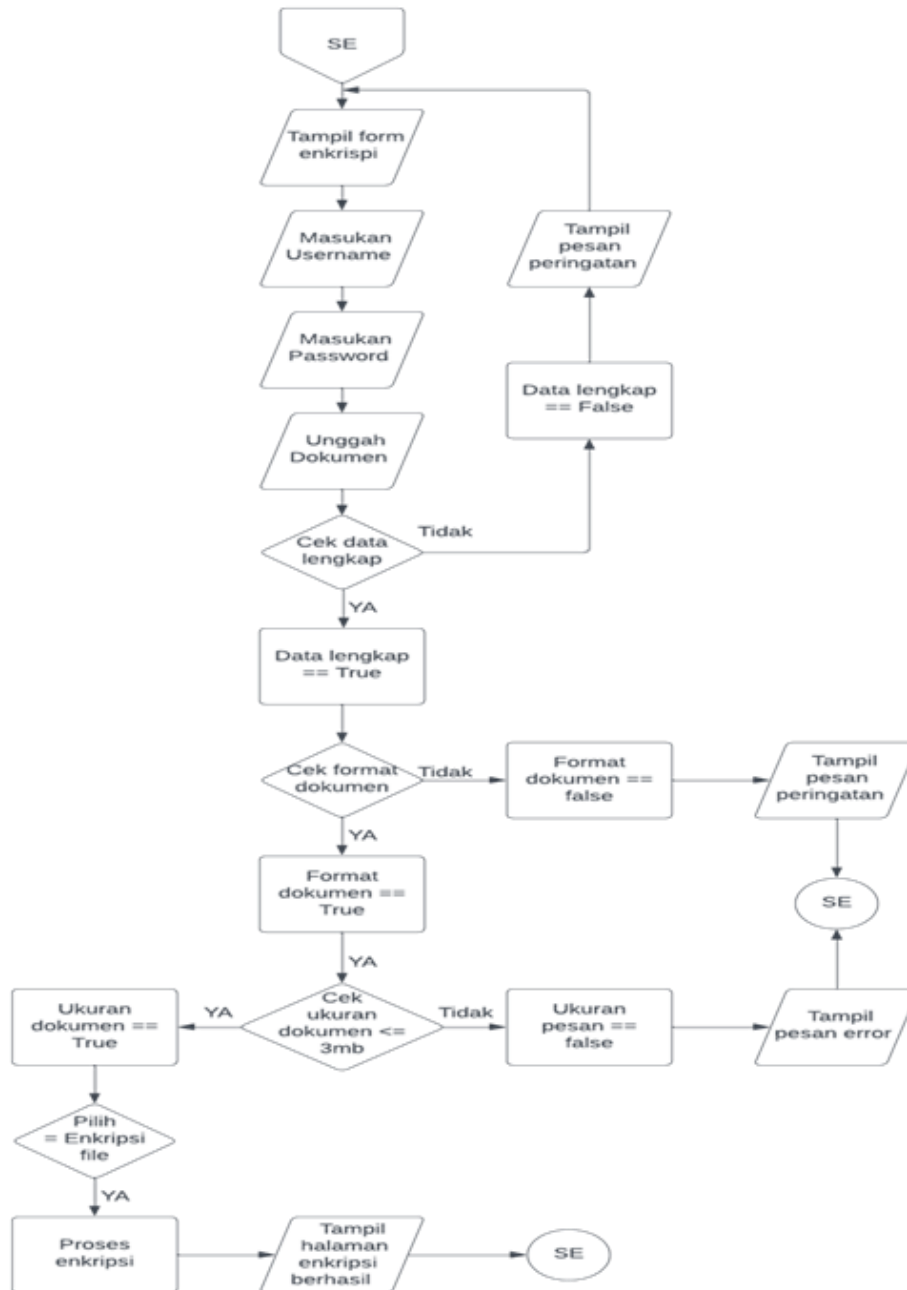 SE
Tampil form
enkrispi
Masukan
Username
Tampil
pesan
peringatan
Masukan
Password
Data lengkap
== False
Unggah
Dokumen
Cek data
lengkap
Tidak
YA
Data lengkap
== True
Cek format
dokumen
Tidak
Format
dokumen ==
false
Tampil
pesan
peringatan
YA
Format
dokumen ==
True
SE
YA
Ukuran
dokumen ==
True
YA
Cek
ukuran
dokumen <=
3mb
Tidak
Ukuran
pesan ==
false
Tampil
pesan error
Pilih
= Enkripsi
file
YA
Proses
enkripsi
Tampil
halaman
enkripsi
berhasil
SE